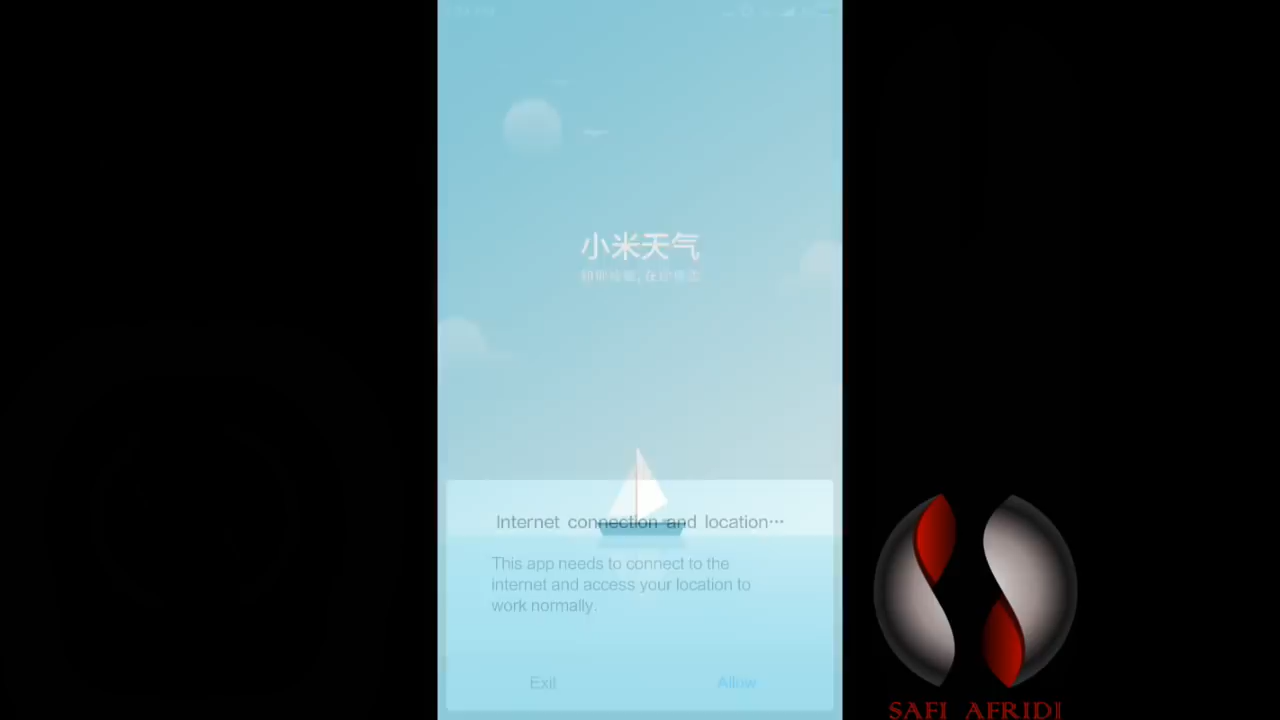 小米天气
Internet connection and location…
This app needs to connect to the
internet and access your location to
work normally.
Exit
Allow
SAFI AFRIDI